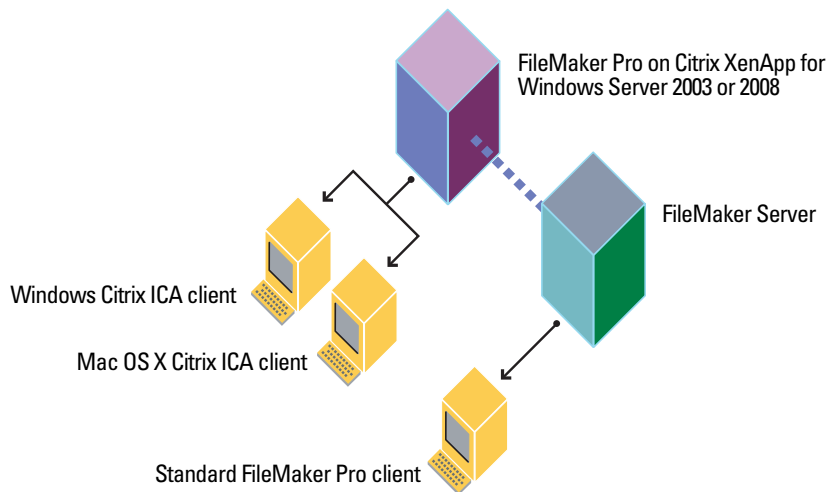 FileMaker Pro on Citrix XenApp for
Windows Server 2003 or 2008
FileMaker Server
Windows Citrix ICA client
Mac OS X Citrix ICA client
Standard FileMaker Pro client